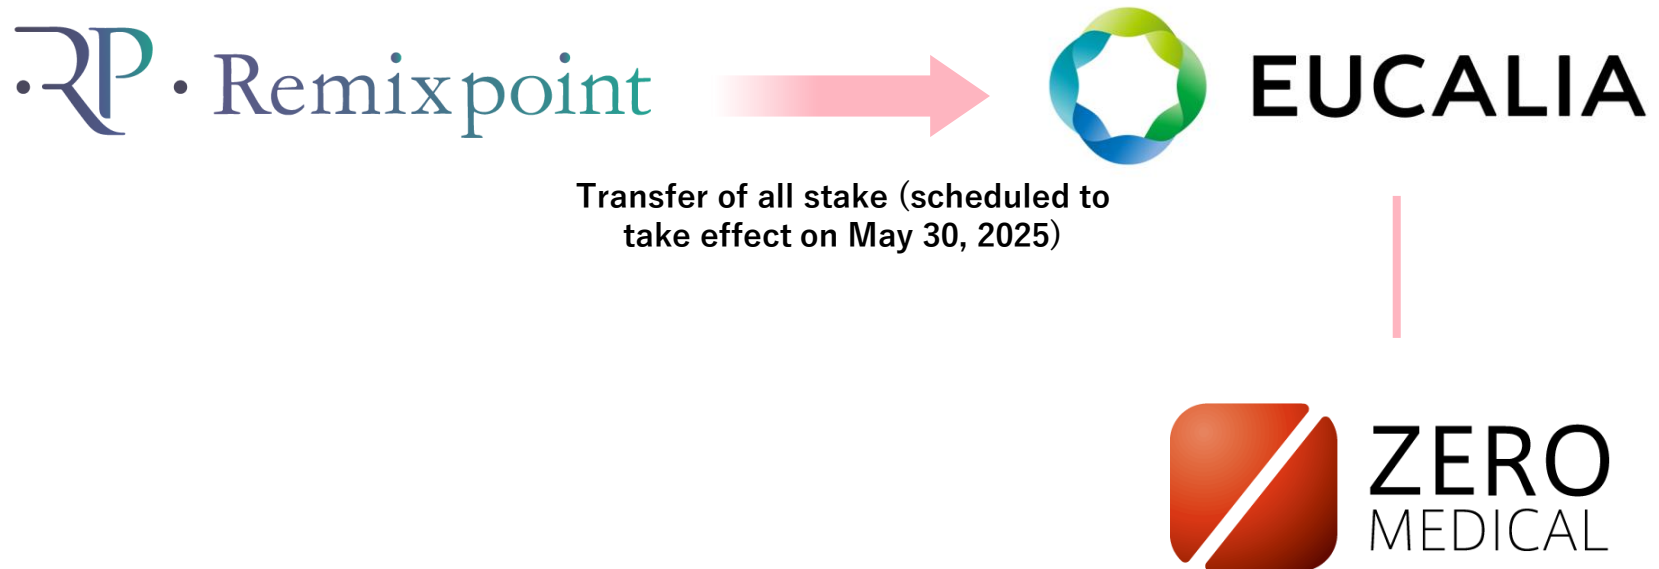 RP
Remixpoint
EUCALIA
Transfer of all stake (scheduled to
take effect on May 30, 2025)
ZERO
MEDICAL